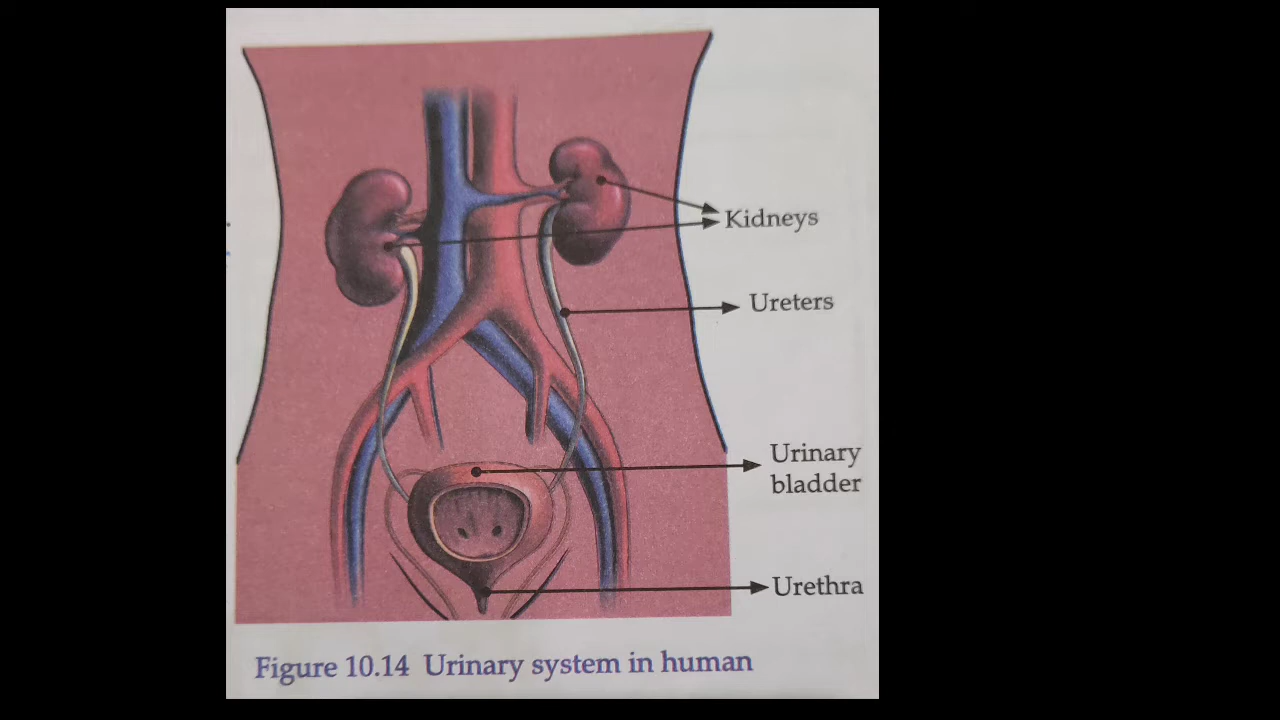 Kidneys
Ureters
Urinary
bladder
Urethra
Figure 10.14 Urinary system in human